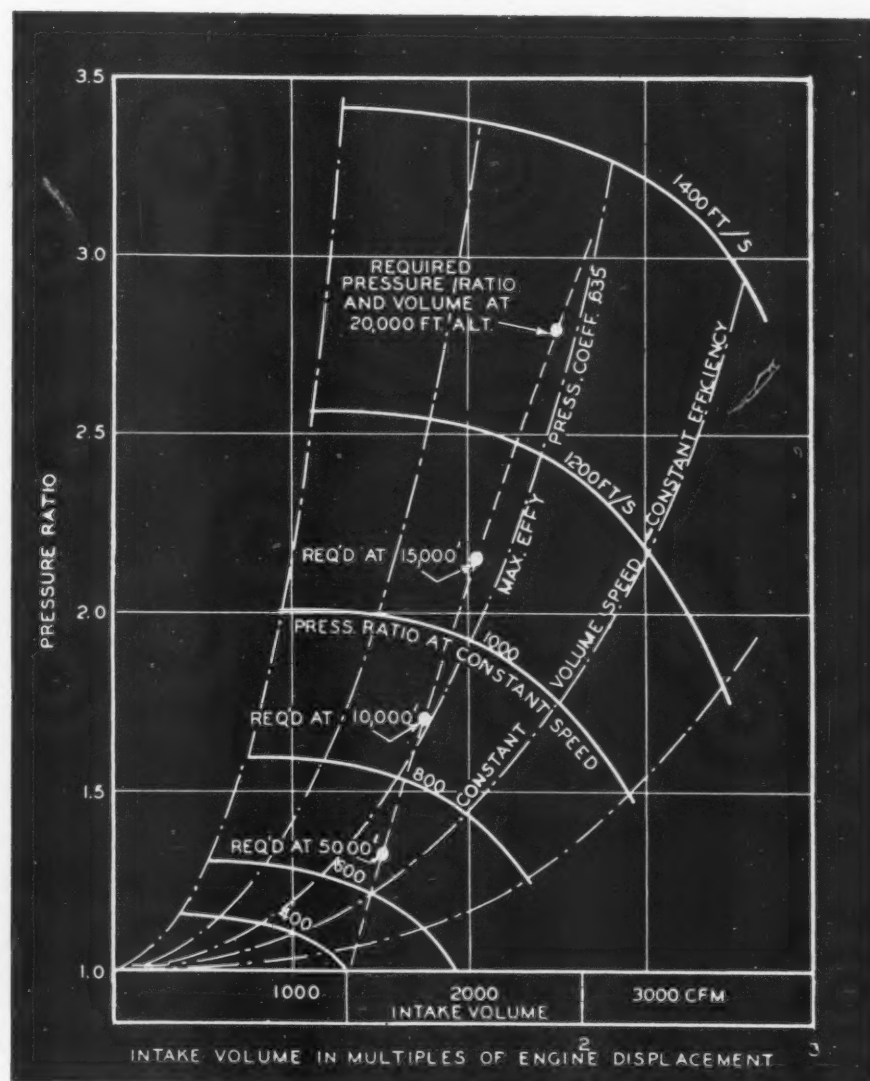 3.5
3.0
2.5
2.0
1.5
1.0
PRESSURE RATIO
1400 FT/S
REQUIRED
PRESSURE RATIO
AND VOLUME AT
20,000 FT. ALT.
MAX. EFFY
PRESS. COEFF. .635
1200 FT/S
CONSTANT VOLUME SPEED CONSTANT EFFICIENCY
REQ'D AT 15,000'
1000
PRESS. RATIO AT CONSTANT SPEED
REQ'D AT 10,000'
800
REQ'D AT 5000'
600
400
1000
2000
3000 CFM
INTAKE VOLUME
2
3
INTAKE VOLUME IN MULTIPLES OF ENGINE DISPLACEMENT